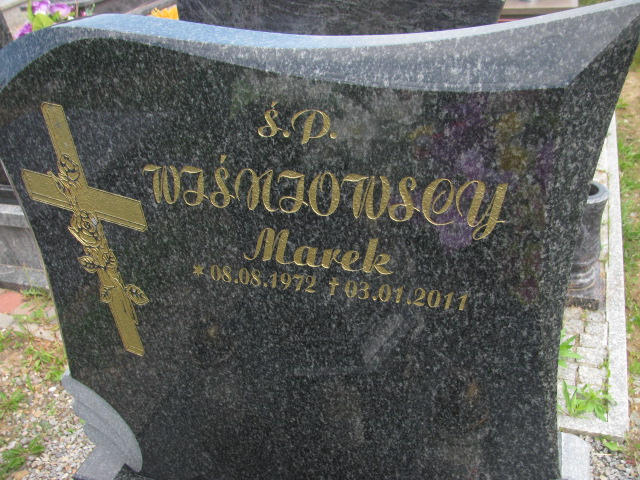 ś.P.
WIŚNIOWSCY
Marek
* 08.08.1972 † 03.01.2011